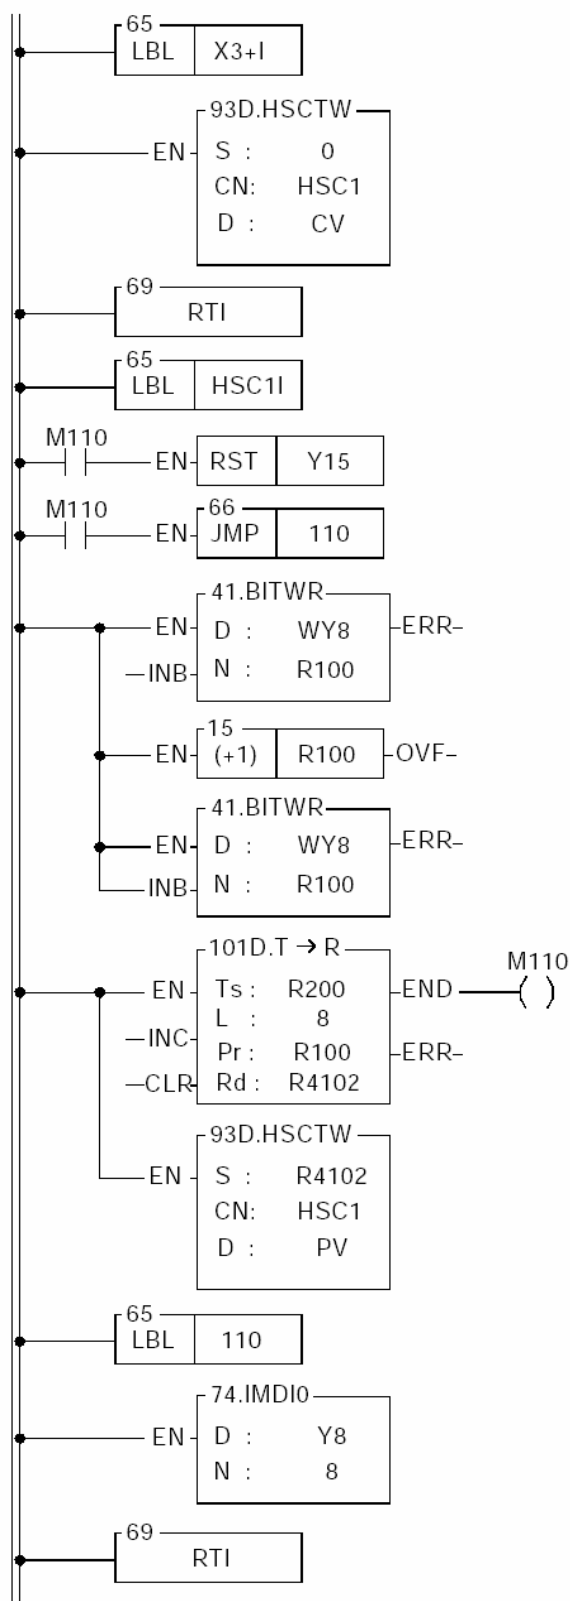 65
LBL X3+I
93D.HSCTW
EN S : 0
CN: HSC1
D : CV
69
RTI
65
LBL HSC1I
M110
EN RST Y15
M110
66
EN JMP 110
41.BITWR
EN D : WY8 ERR
INB N : R100
15
EN (+1) R100 OVF
41.BITWR
EN D : WY8 ERR
INB N : R100
101D.T → R
M110
EN Ts : R200 END ( )
L : 8
INC
Pr : R100 ERR
CLR Rd : R4102
93D.HSCTW
EN S : R4102
CN: HSC1
D : PV
65
LBL 110
74.IMDI0
EN D : Y8
N : 8
69
RTI